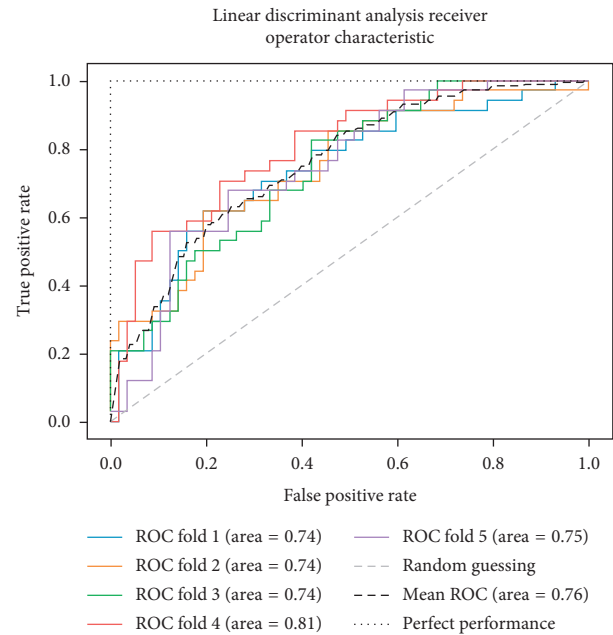 Linear discriminant analysis receiver
operator characteristic
1.0
0.8
0.6
0.4
0.2
0.0
True positive rate
0.0 0.2 0.4 0.6 0.8 1.0
False positive rate
ROC fold 1 (area = 0.74)
ROC fold 2 (area = 0.74)
ROC fold 3 (area = 0.74)
ROC fold 4 (area = 0.81)
ROC fold 5 (area = 0.75)
Random guessing
Mean ROC (area = 0.76)
Perfect performance